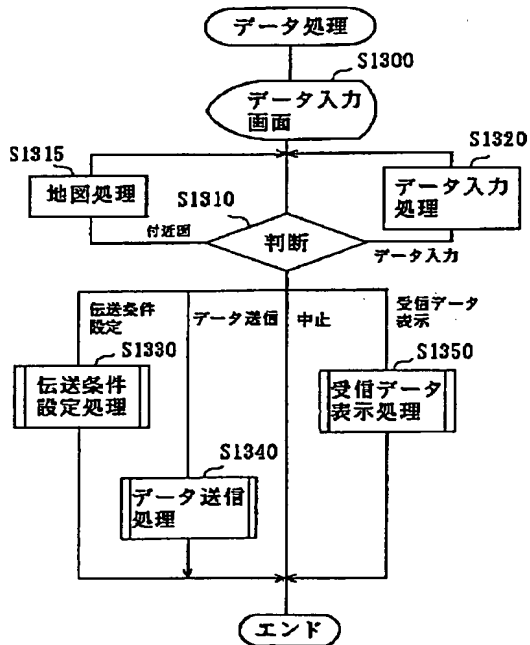 データ処理
S1300
データ入力
画面
S1315
地図処理
S1310
S1320
データ入力
処理
付近図
判断
データ入力
伝送条件
設定
データ送信
中止
受信データ
表示
S1330
伝送条件
設定処理
S1350
受信データ
表示処理
S1340
データ送信
処理
エンド